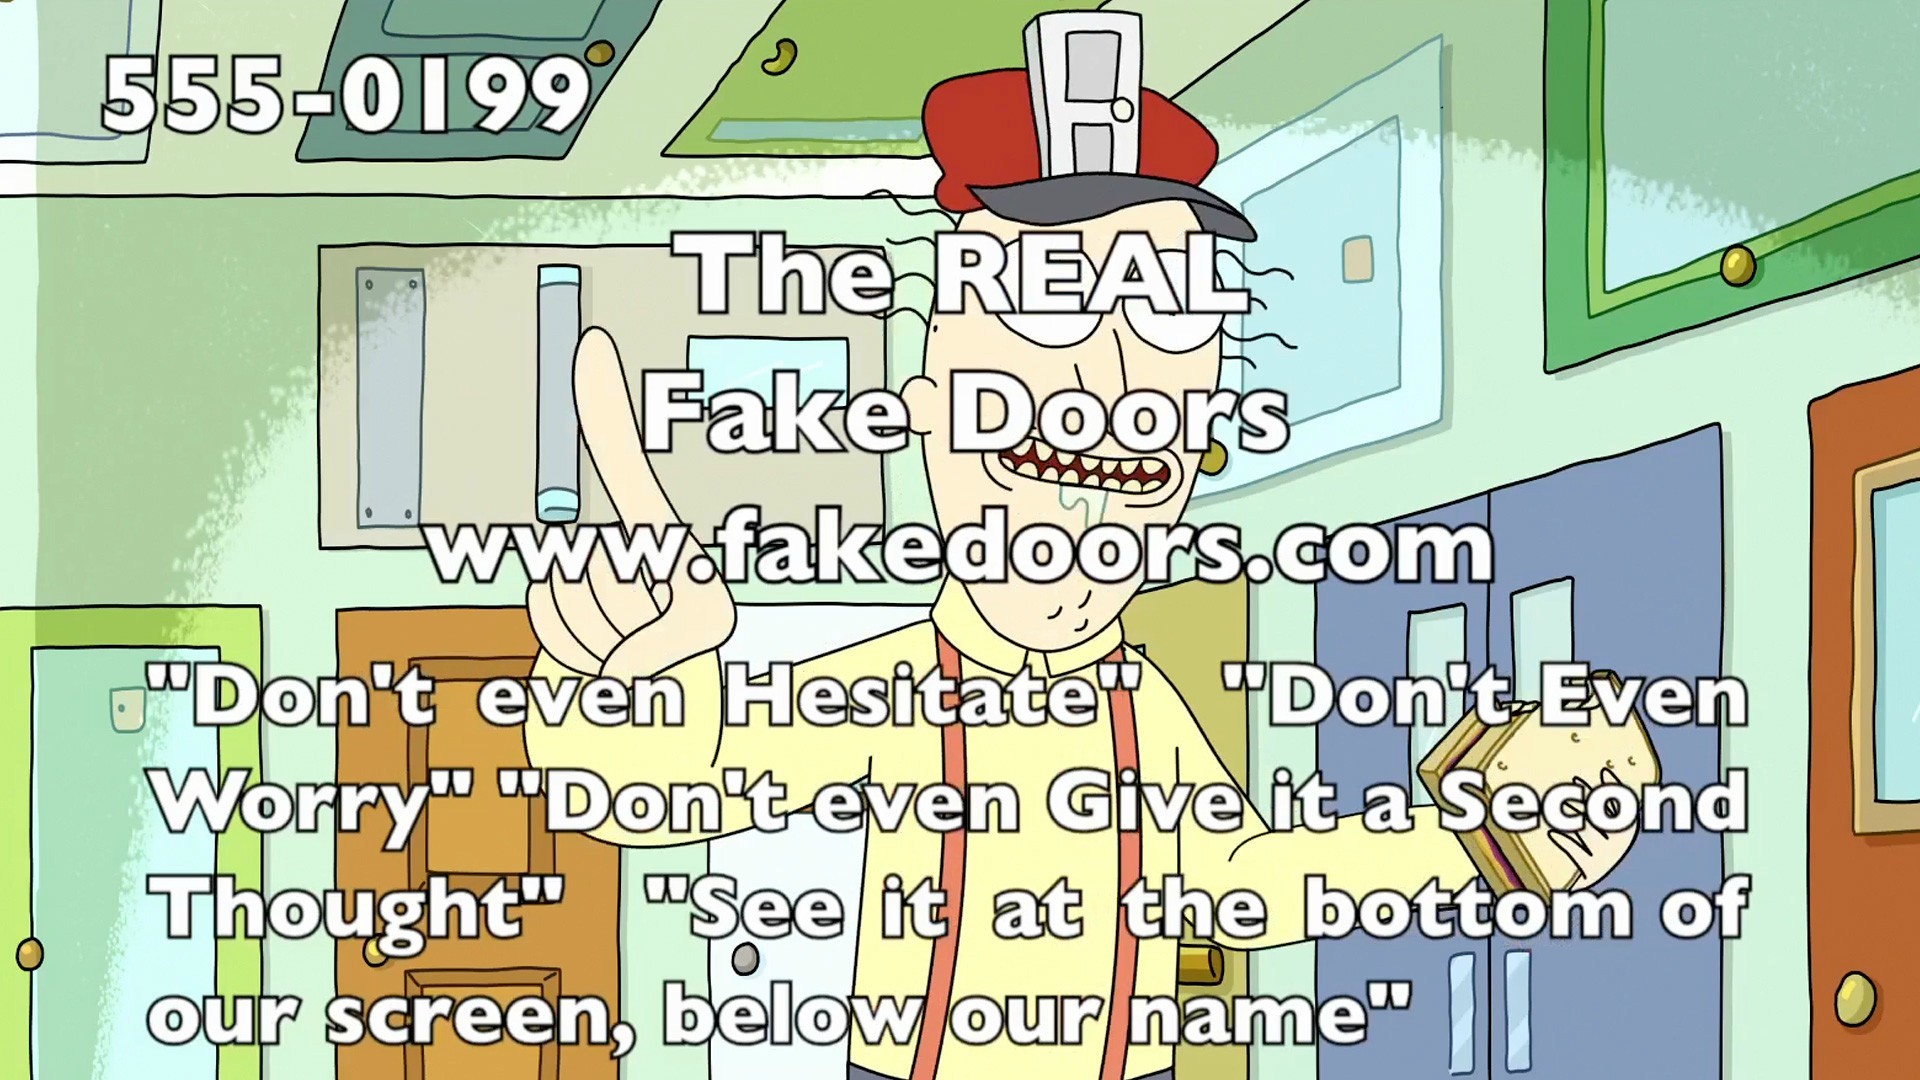 555-0199
The REAL
Fake Doors
www.fakedoors.com
"Don't even Hesitate" "Don't Even
Worry" "Don't even Give it a Second
Thought" "See it at the bottom of
our screen, below our name"